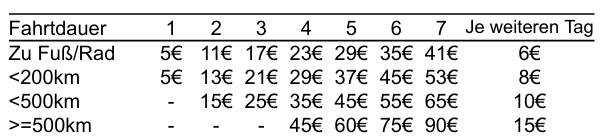 Fahrtdauer 1 2 3 4 5 6 7 Je weiteren Tag
Zu Fuß/Rad 5€ 11€ 17€ 23€ 29€ 35€ 41€ 6€
<200km 5€ 13€ 21€ 29€ 37€ 45€ 53€ 8€
<500km - 15€ 25€ 35€ 45€ 55€ 65€ 10€
>=500km - - - 45€ 60€ 75€ 90€ 15€